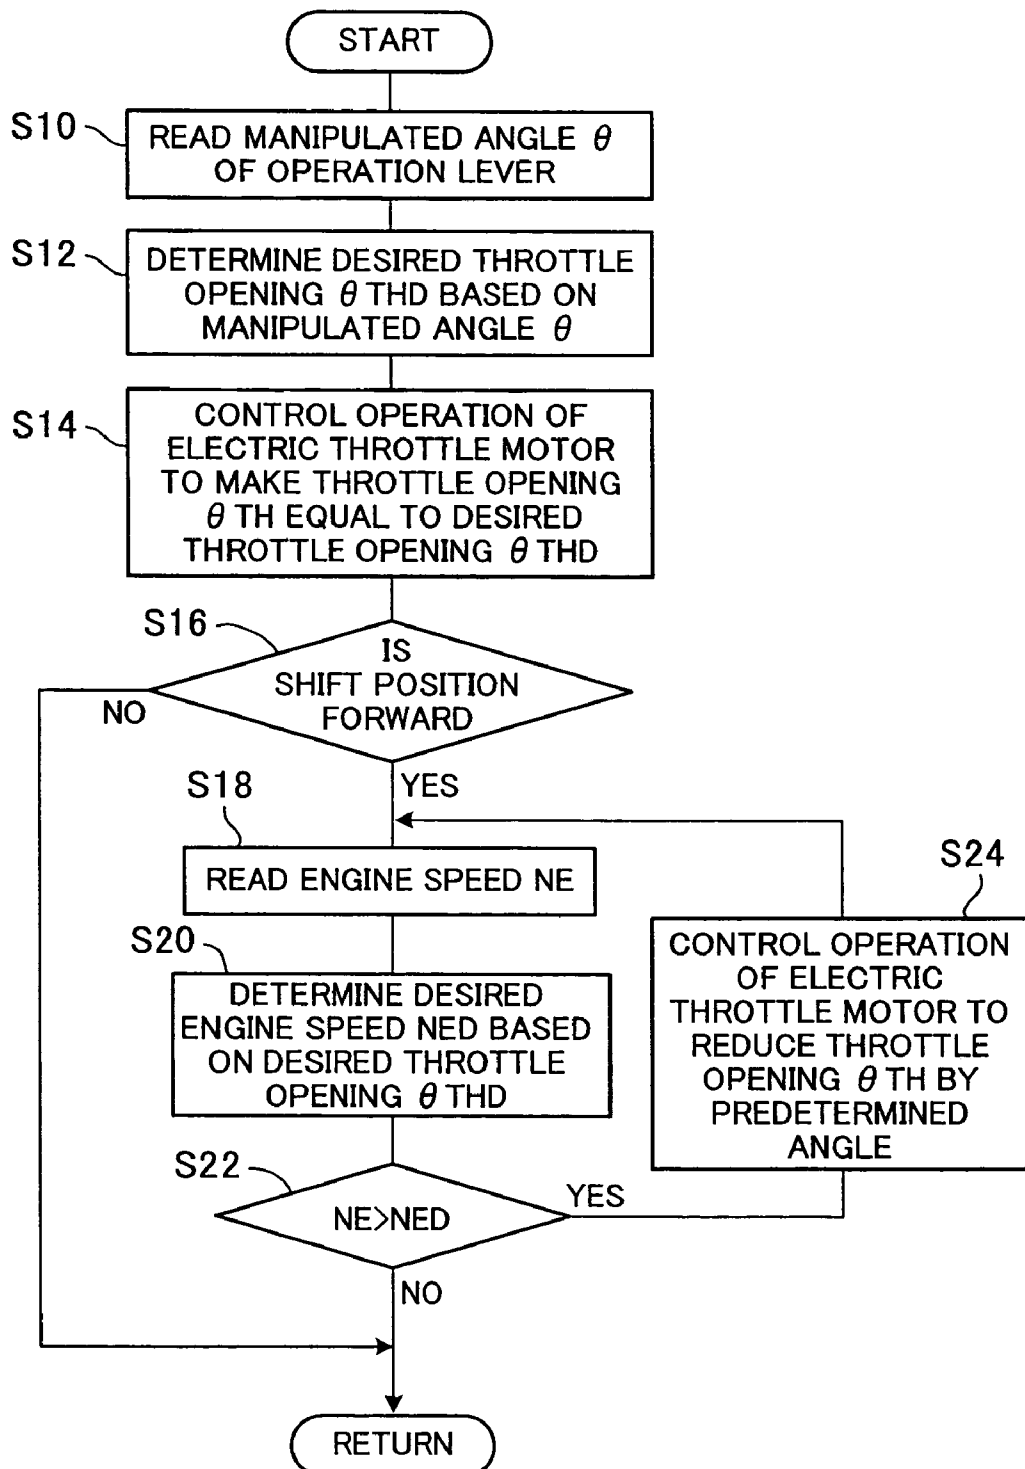 START
S10
READ MANIPULATED ANGLE θ
OF OPERATION LEVER
S12
DETERMINE DESIRED THROTTLE
OPENING θ THD BASED ON
MANIPULATED ANGLE θ
S14
CONTROL OPERATION OF
ELECTRIC THROTTLE MOTOR
TO MAKE THROTTLE OPENING
θ TH EQUAL TO DESIRED
THROTTLE OPENING θ THD
S16
IS
SHIFT POSITION
FORWARD
NO
YES
S18
READ ENGINE SPEED NE
S20
DETERMINE DESIRED
ENGINE SPEED NED BASED
ON DESIRED THROTTLE
OPENING θ THD
S24
CONTROL OPERATION
OF ELECTRIC
THROTTLE MOTOR TO
REDUCE THROTTLE
OPENING θ TH BY
PREDETERMINED
ANGLE
S22
NE>NED
YES
NO
RETURN